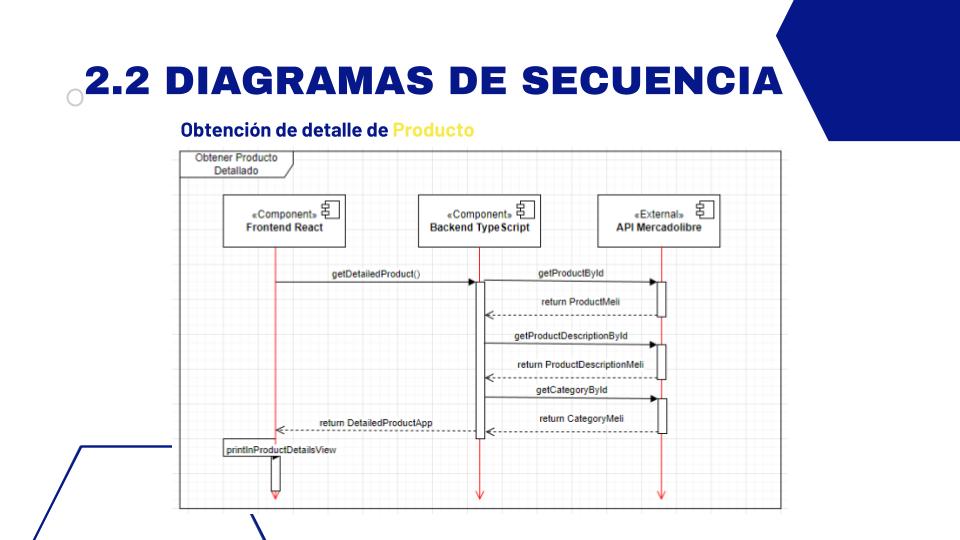 2.2 DIAGRAMAS DE SECUENCIA
Obtención de detalle de Producto
Obtener Producto
Detallado
«Component»
Frontend React
«Component»
Backend TypeScript
«External»
API Mercadolibre
getDetailedProduct()
getProductById
return ProductMeli
getProductDescriptionById
return ProductDescriptionMeli
getCategoryById
return CategoryMeli
return DetailedProductApp
printInProductDetailsView